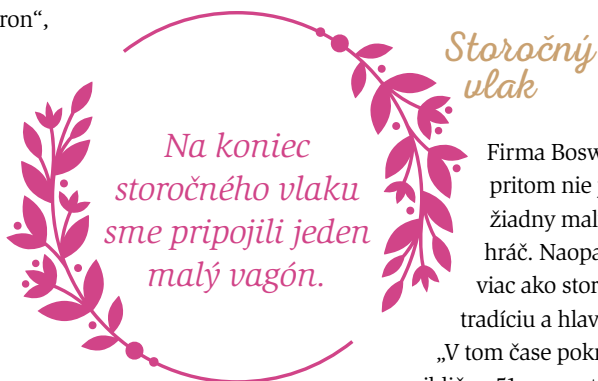 ron“,
Na koniec
storočného vlaku
sme pripojili jeden
malý vagón.
Storočný
vlak
Firma Bosw
pritom nie
žiadny mal
hráč. Naopa
viac ako stor
tradíciu a hlav
„V tom čase pokr